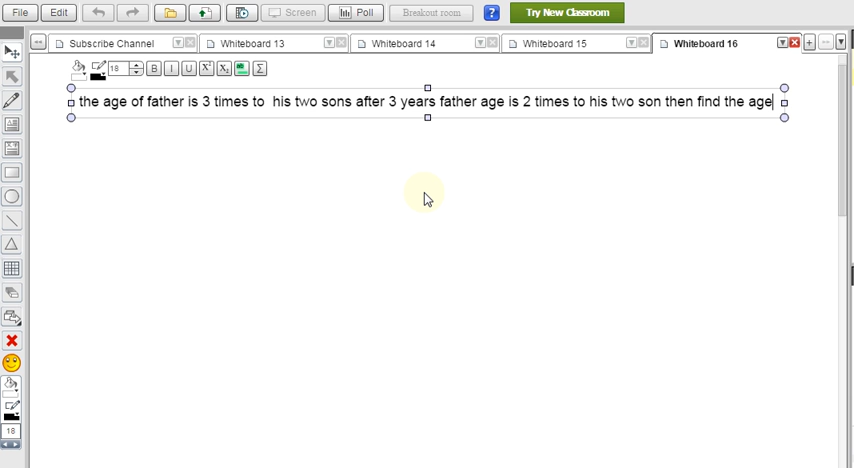 File Edit Screen Poll Breakout room ? Try New Classroom
Subscribe Channel Whiteboard 13 Whiteboard 14 Whiteboard 15 Whiteboard 16
18 B I U X² X₂ Σ
the age of father is 3 times to  his two sons after 3 years father age is 2 times to his two son then find the age
18